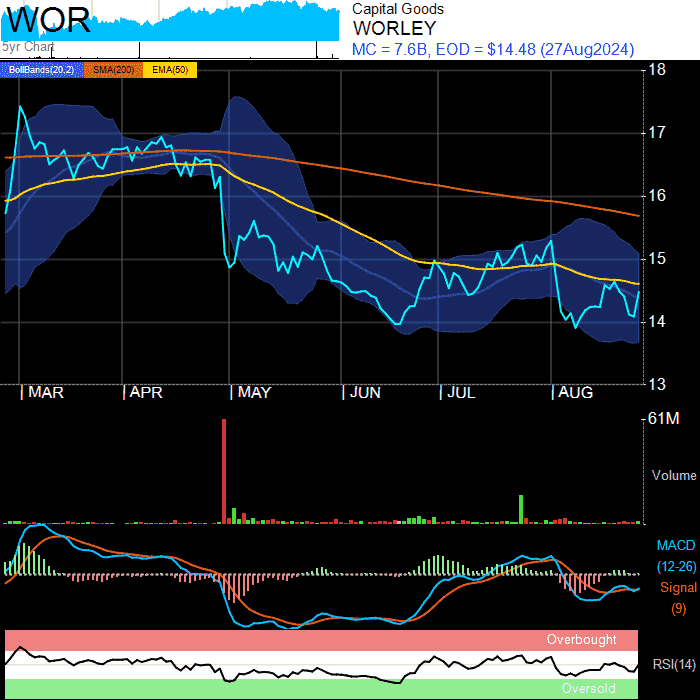 WOR
5yr Chart
Capital Goods
WORLEY
MC = 7.6B, EOD = $14.48 (27Aug2024)
BollBands(20,2) SMA(200) EMA(50)
18
17
16
15
14
13
MAR APR MAY JUN JUL AUG
61M
Volume
MACD
(12-26)
Signal
(9)
Overbought
RSI(14)
Oversold